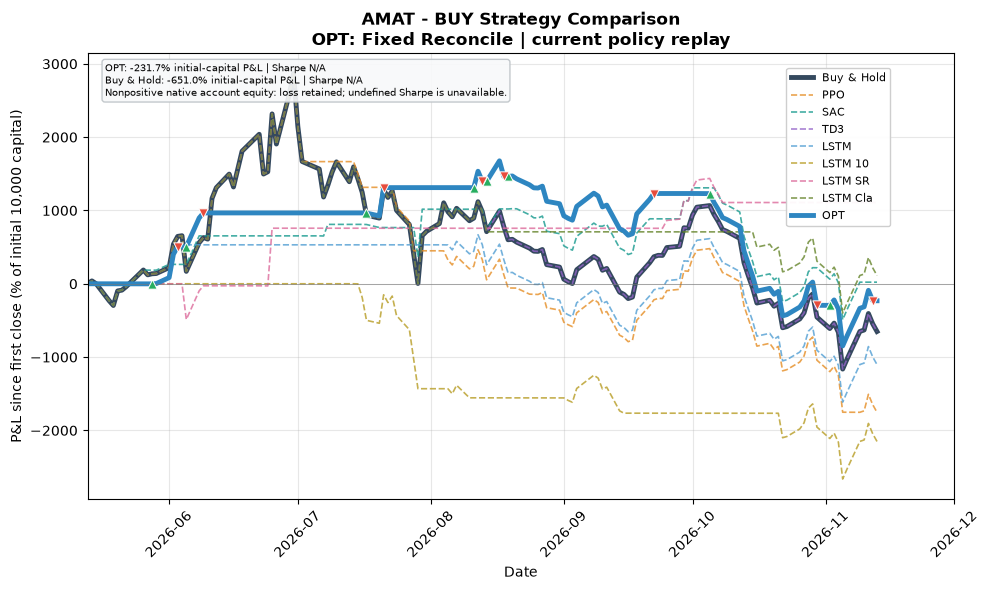 AMAT - BUY Strategy Comparison
OPT: Fixed Reconcile | current policy replay
OPT: -231.7% initial-capital P&L | Sharpe N/A
Buy & Hold: -651.0% initial-capital P&L | Sharpe N/A
Nonpositive native account equity: loss retained; undefined Sharpe is unavailable.
Buy & Hold
PPO
SAC
TD3
LSTM
LSTM 10
LSTM SR
LSTM Cla
OPT
P&L since first close (% of initial 10,000 capital)
3000
2000
1000
0
−1000
−2000
2026-06
2026-07
2026-08
2026-09
2026-10
2026-11
2026-12
Date